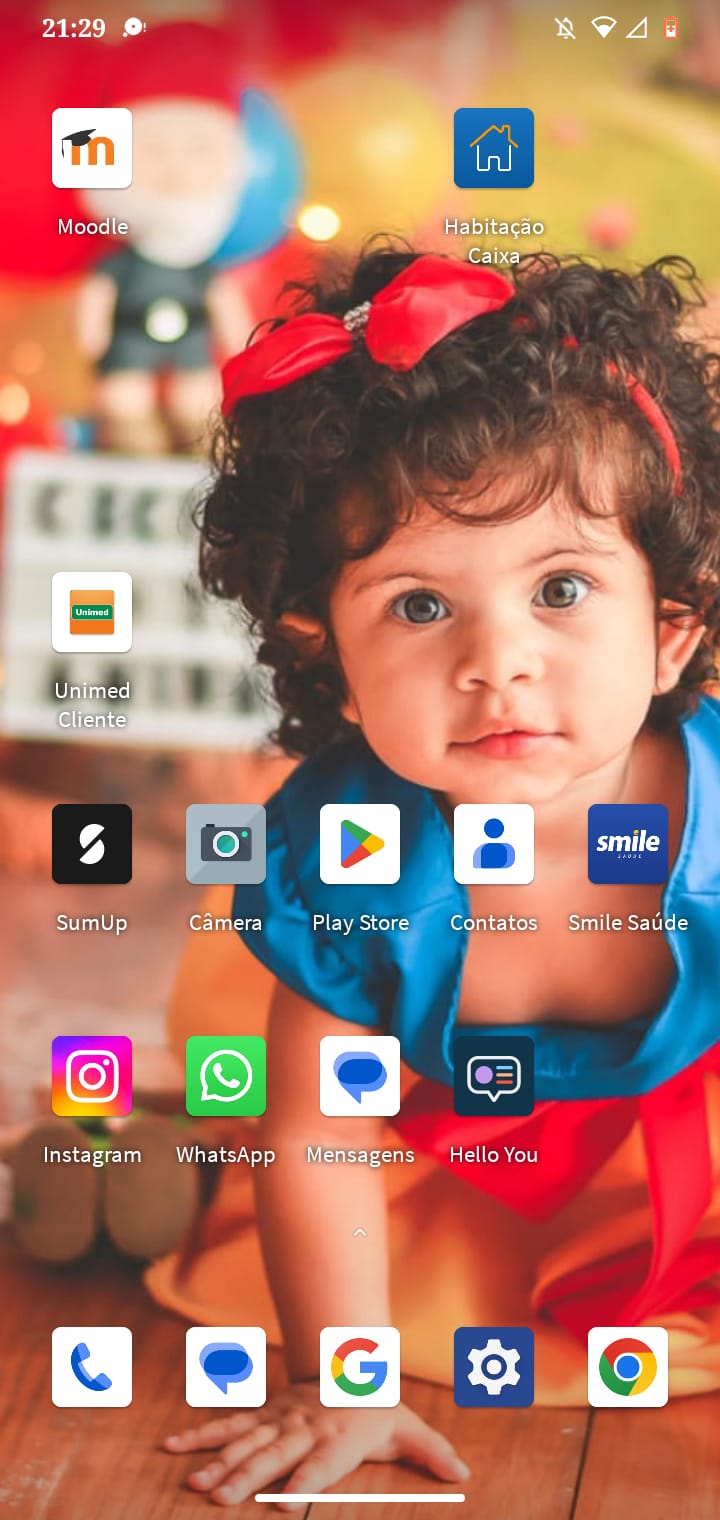 21:29
Moodle
Habitação
Caixa
Unimed
Unimed
Cliente
smile
SAÚDE
SumUp
Câmera
Play Store
Contatos
Smile Saúde
Instagram
WhatsApp
Mensagens
Hello You